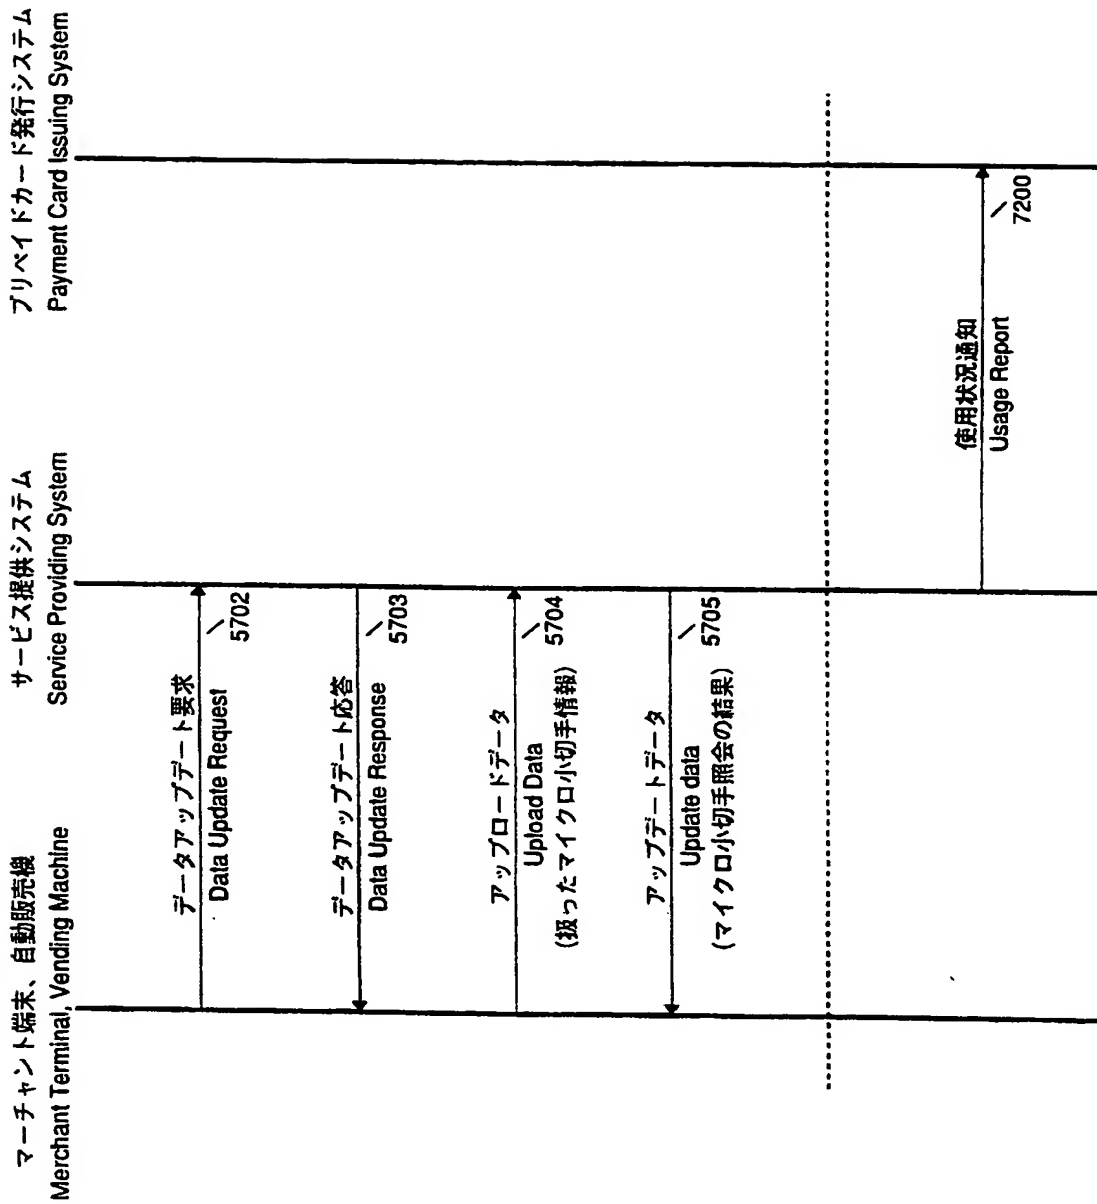 マーチャント端末、自動販売機
Merchant Terminal, Vending Machine
サービス提供システム
Service Providing System
プリペイドカード発行システム
Payment Card Issuing System
データアップデート要求
Data Update Request
5702
データアップデート応答
Data Update Response
5703
アップロードデータ
Upload Data
(扱ったマイクロ小切手情報)
5704
アップデートデータ
Update data
(マイクロ小切手照会の結果)
5705
使用状況通知
Usage Report
7200